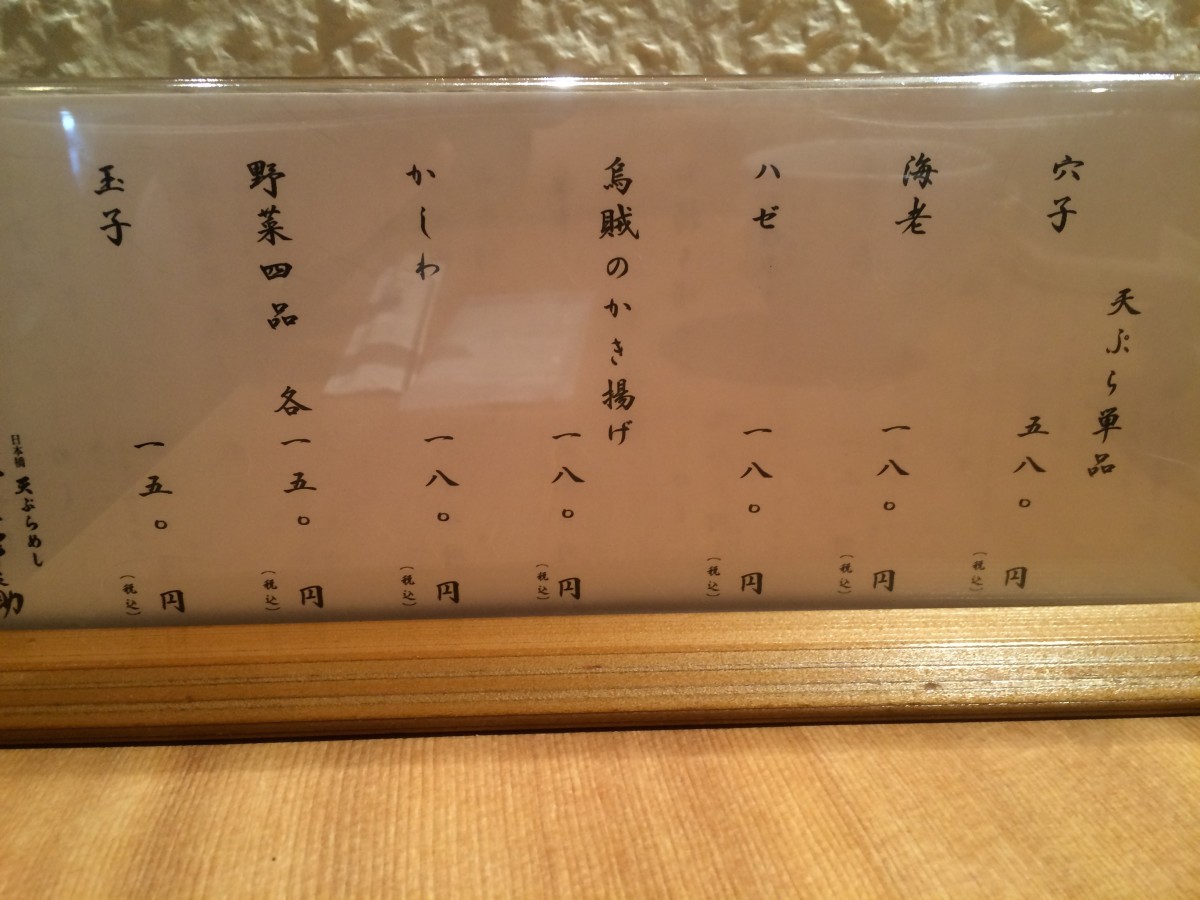 天ぷら単品
穴子 五八〇円(税込)
海老 一八〇円(税込)
ハゼ 一八〇円(税込)
烏賊のかき揚げ 一八〇円(税込)
かしわ 一八〇円(税込)
野菜四品 各一五〇円(税込)
玉子 一五〇円(税込)
日本橋 天ぷらめし
助